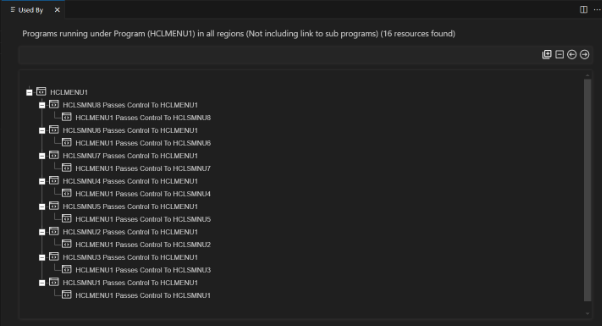 Used By
Programs running under Program (HCLMENU1) in all regions (Not including link to sub programs) (16 resources found)
HCLMENU1
HCLSMNU8 Passes Control To HCLMENU1
HCLMENU1 Passes Control To HCLSMNU8
HCLSMNU6 Passes Control To HCLMENU1
HCLMENU1 Passes Control To HCLSMNU6
HCLSMNU7 Passes Control To HCLMENU1
HCLMENU1 Passes Control To HCLSMNU7
HCLSMNU4 Passes Control To HCLMENU1
HCLMENU1 Passes Control To HCLSMNU4
HCLSMNU5 Passes Control To HCLMENU1
HCLMENU1 Passes Control To HCLSMNU5
HCLSMNU2 Passes Control To HCLMENU1
HCLMENU1 Passes Control To HCLSMNU2
HCLSMNU3 Passes Control To HCLMENU1
HCLMENU1 Passes Control To HCLSMNU3
HCLSMNU1 Passes Control To HCLMENU1
HCLMENU1 Passes Control To HCLSMNU1